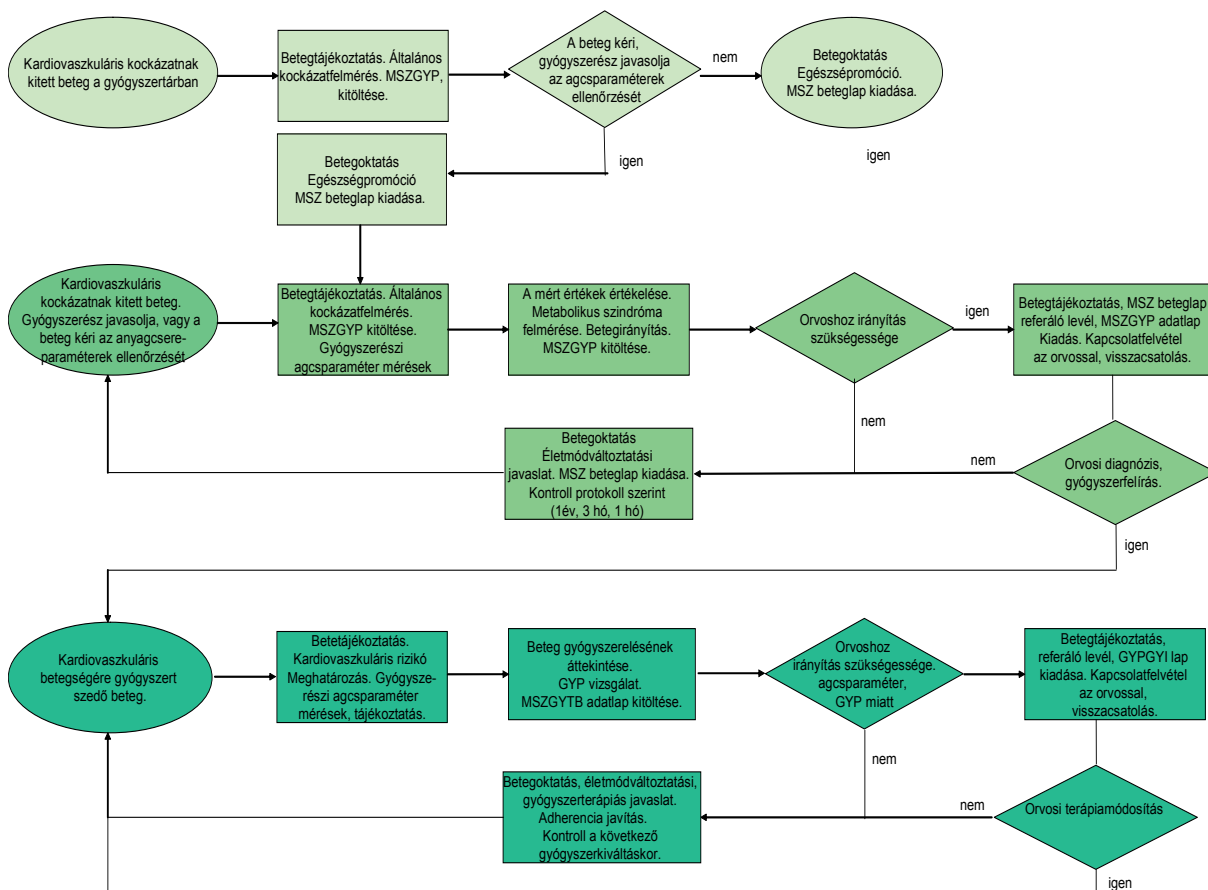 Kardiovaszkuláris kockázatnak
kitett beteg a gyógyszertárban
Betegtájékoztatás. Általános
kockázatfelmérés. MSZGYP,
kitöltése.
A beteg kéri,
gyógyszerész javasolja
az agcsparaméterek
ellenőrzését
nem
Betegoktatás
Egészségpromóció.
MSZ beteglap kiadása.
igen
igen
Betegoktatás
Egészségpromóció
MSZ beteglap kiadása.
Kardiovaszkuláris
kockázatnak kitett beteg.
Gyógyszerész javasolja, vagy a
beteg kéri az anyagcsere-
paraméterek ellenőrzését
Betegtájékoztatás. Általános
kockázatfelmérés.
MSZGYP kitöltése.
Gyógyszerészi
agcsparaméter mérések
A mért értékek értékelése.
Metabolikus szindróma
felmérése. Betegirányítás.
MSZGYP kitöltése.
Orvoshoz irányítás
szükségessége
igen
Betegtájékoztatás, MSZ beteglap
referáló levél, MSZGYP adatlap
Kiadás. Kapcsolatfelvétel
az orvossal, visszacsatolás.
nem
Betegoktatás
Életmódváltoztatási
javaslat. MSZ beteglap kiadása.
Kontroll protokoll szerint
(1év, 3 hó, 1 hó)
nem
Orvosi diagnózis,
gyógyszerfelírás.
igen
Kardiovaszkuláris
betegségére gyógyszert
szedő beteg.
Betetájékoztatás.
Kardiovaszkuláris rizikó
Meghatározás. Gyógysze-
részi agcsparaméter
mérések, tájékoztatás.
Beteg gyógyszerelésének
áttekintése.
GYP vizsgálat.
MSZGYTB adatlap kitöltése.
Orvoshoz
irányítás szükségessége.
agcsparaméter,
GYP miatt
Betegtájékoztatás,
referáló levél, GYPGYI lap
kiadása. Kapcsolatfelvétel
az orvossal,
visszacsatolás.
nem
Betegoktatás, életmódváltoztatási,
gyógyszerterápiás javaslat.
Adherencia javítás.
Kontroll a következő
gyógyszerkiváltáskor.
nem
Orvosi terápiamódosítás
igen